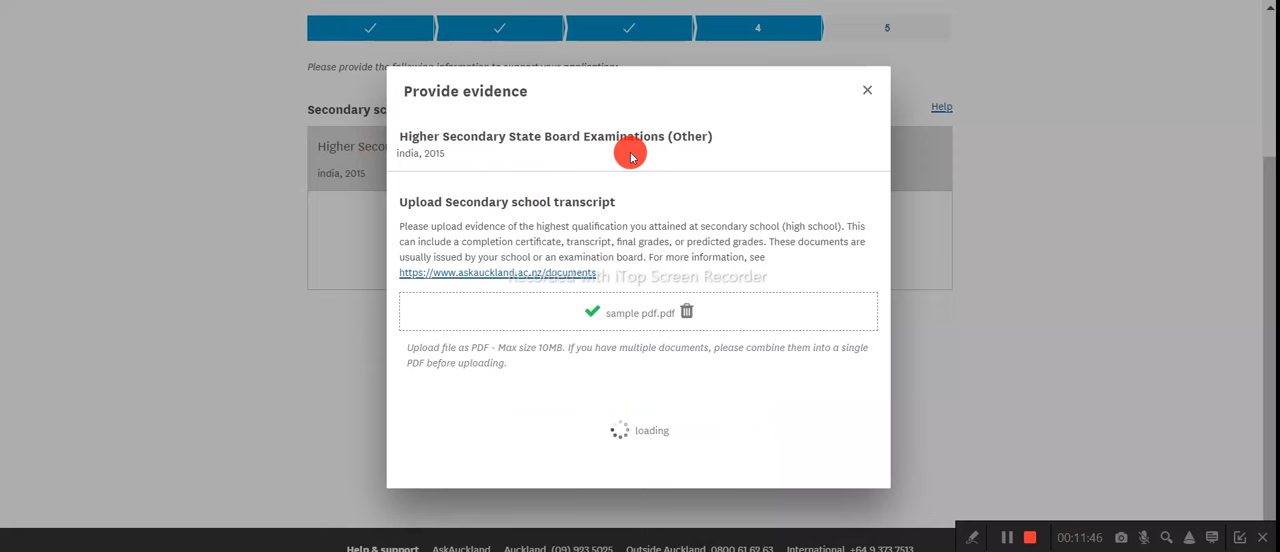 4
5
Please provide the following information to support your application:
Provide evidence
Secondary sc
Help
Higher Secondary State Board Examinations (Other)
Higher Seco
india, 2015
india, 2015
Upload Secondary school transcript
Please upload evidence of the highest qualification you attained at secondary school (high school). This
can include a completion certificate, transcript, final grades, or predicted grades. These documents are
usually issued by your school or an examination board. For more information, see
https://www.askauckland.ac.nz/documents
Recorded with iTop Screen Recorder
sample pdf.pdf
Upload file as PDF - Max size 10MB. If you have multiple documents, please combine them into a single
PDF before uploading.
loading
00:11:46
Help & support AskAuckland Auckland (09) 923 5025 Outside Auckland 0800 61 62 63 International +64 9 373 7513